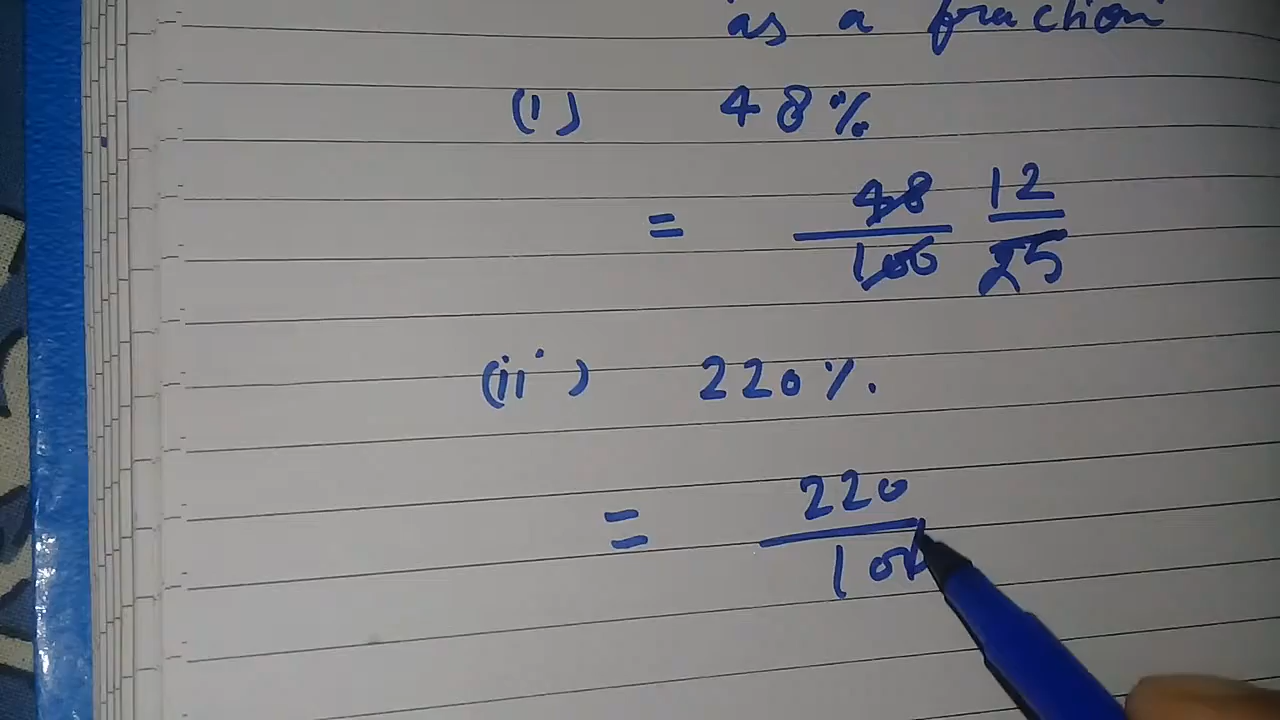 as a fraction
(i) 48%
= 48/100 12/25
(ii) 220%.
= 220/100